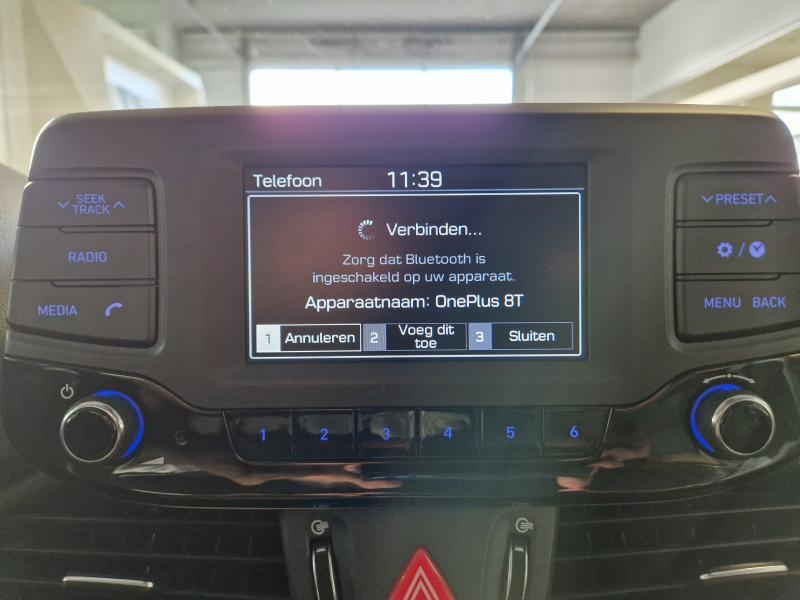 Telefoon 11:39
SEEK
TRACK
RADIO
MEDIA
Verbinden...
Zorg dat Bluetooth is
ingeschakeld op uw apparaat.
Apparaatnaam: OnePlus 8T
1 Annuleren 2 Voeg dit toe 3 Sluiten
PRESET
/
MENU BACK
1 2 3 4 5 6